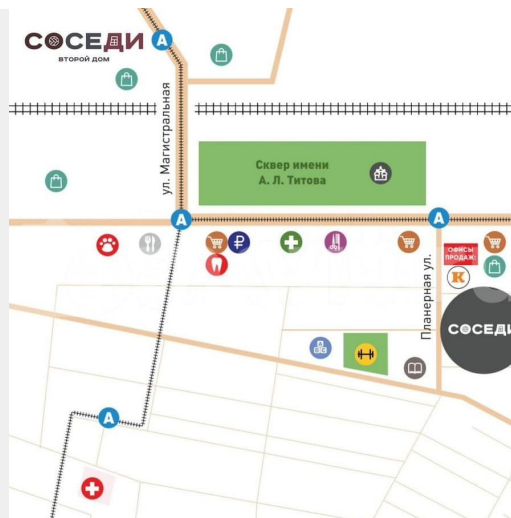 СОСЕДИ
ВТОРОЙ ДОМ
А
ул. Магистральная
Сквер имени
А. Л. Титова
А
А
₽
Планерная ул.
ОФИСЫ
ПРОДАЖ:
К
СОСЕДИ
А